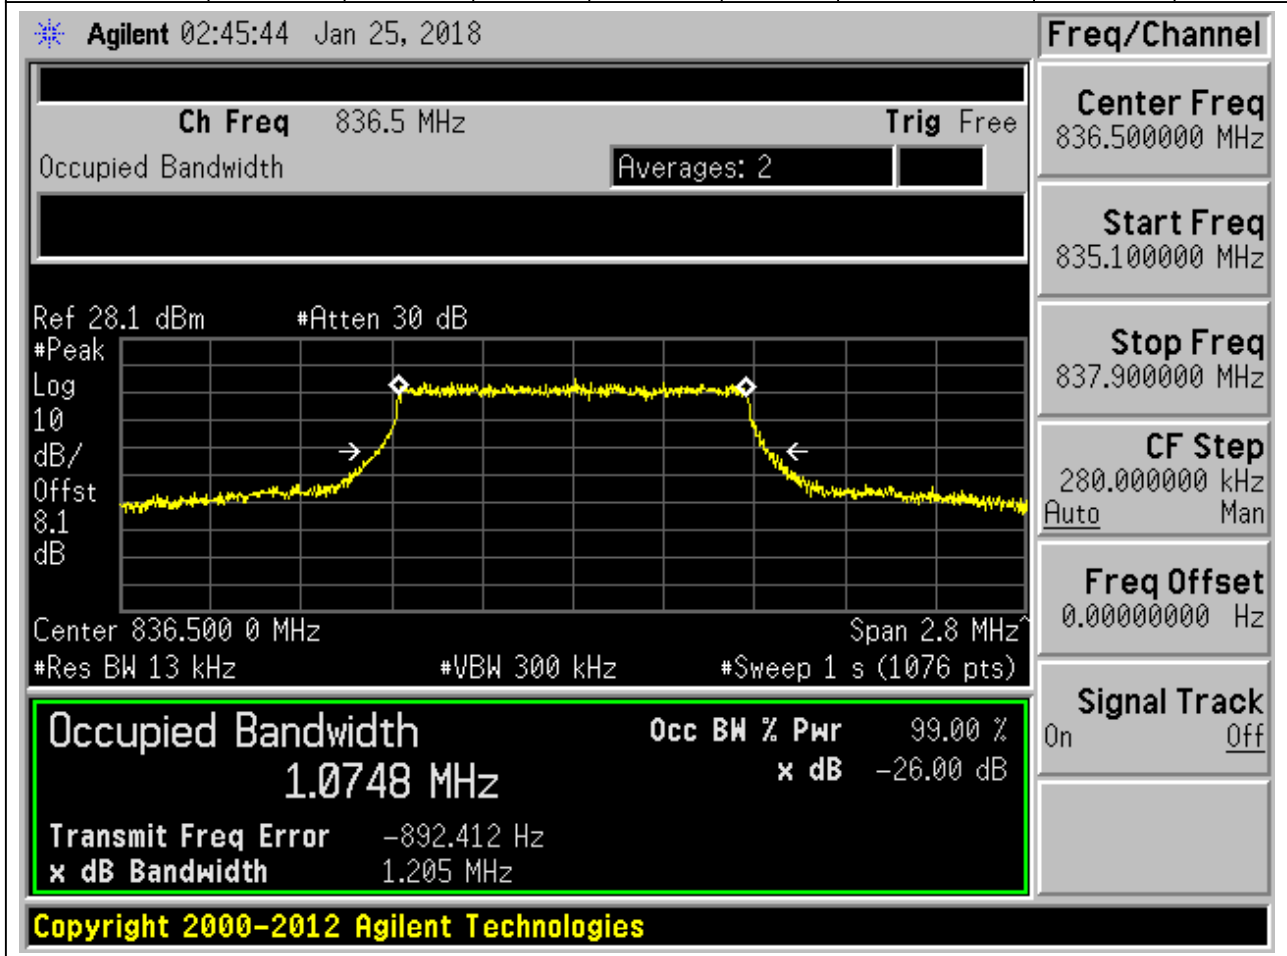 Agilent 02:45:44 Jan 25, 2018
Freq/Channel
Ch Freq 836.5 MHz Trig Free
Occupied Bandwidth Averages: 2
Center Freq
836.500000 MHz
Start Freq
835.100000 MHz
Stop Freq
837.900000 MHz
CF Step
280.000000 kHz
Auto Man
Freq Offset
0.00000000 Hz
Signal Track
On Off
Ref 28.1 dBm #Atten 30 dB
#Peak
Log
10
dB/
Offst
8.1
dB
Center 836.500 0 MHz Span 2.8 MHz^
#Res BW 13 kHz #VBW 300 kHz #Sweep 1 s (1076 pts)
Occupied Bandwidth
1.0748 MHz
Occ BW % Pwr 99.00 %
x dB -26.00 dB
Transmit Freq Error -892.412 Hz
x dB Bandwidth 1.205 MHz
Copyright 2000-2012 Agilent Technologies